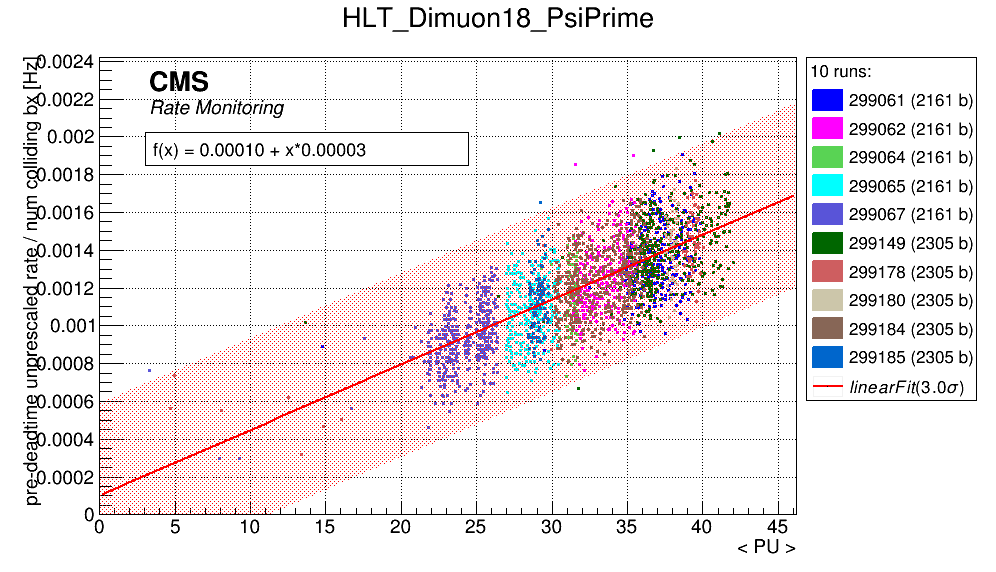 HLT_Dimuon18_PsiPrime
pre-deadtime unprescaled rate / num colliding bx [Hz]
0.0024
0.0022
0.002
0.0018
0.0016
0.0014
0.0012
0.001
0.0008
0.0006
0.0004
0.0002
0
CMS
Rate Monitoring
f(x) = 0.00010 + x*0.00003
0 5 10 15 20 25 30 35 40 45
< PU >
10 runs:
299061 (2161 b)
299062 (2161 b)
299064 (2161 b)
299065 (2161 b)
299067 (2161 b)
299149 (2305 b)
299178 (2305 b)
299180 (2305 b)
299184 (2305 b)
299185 (2305 b)
linearFit(3.0σ)